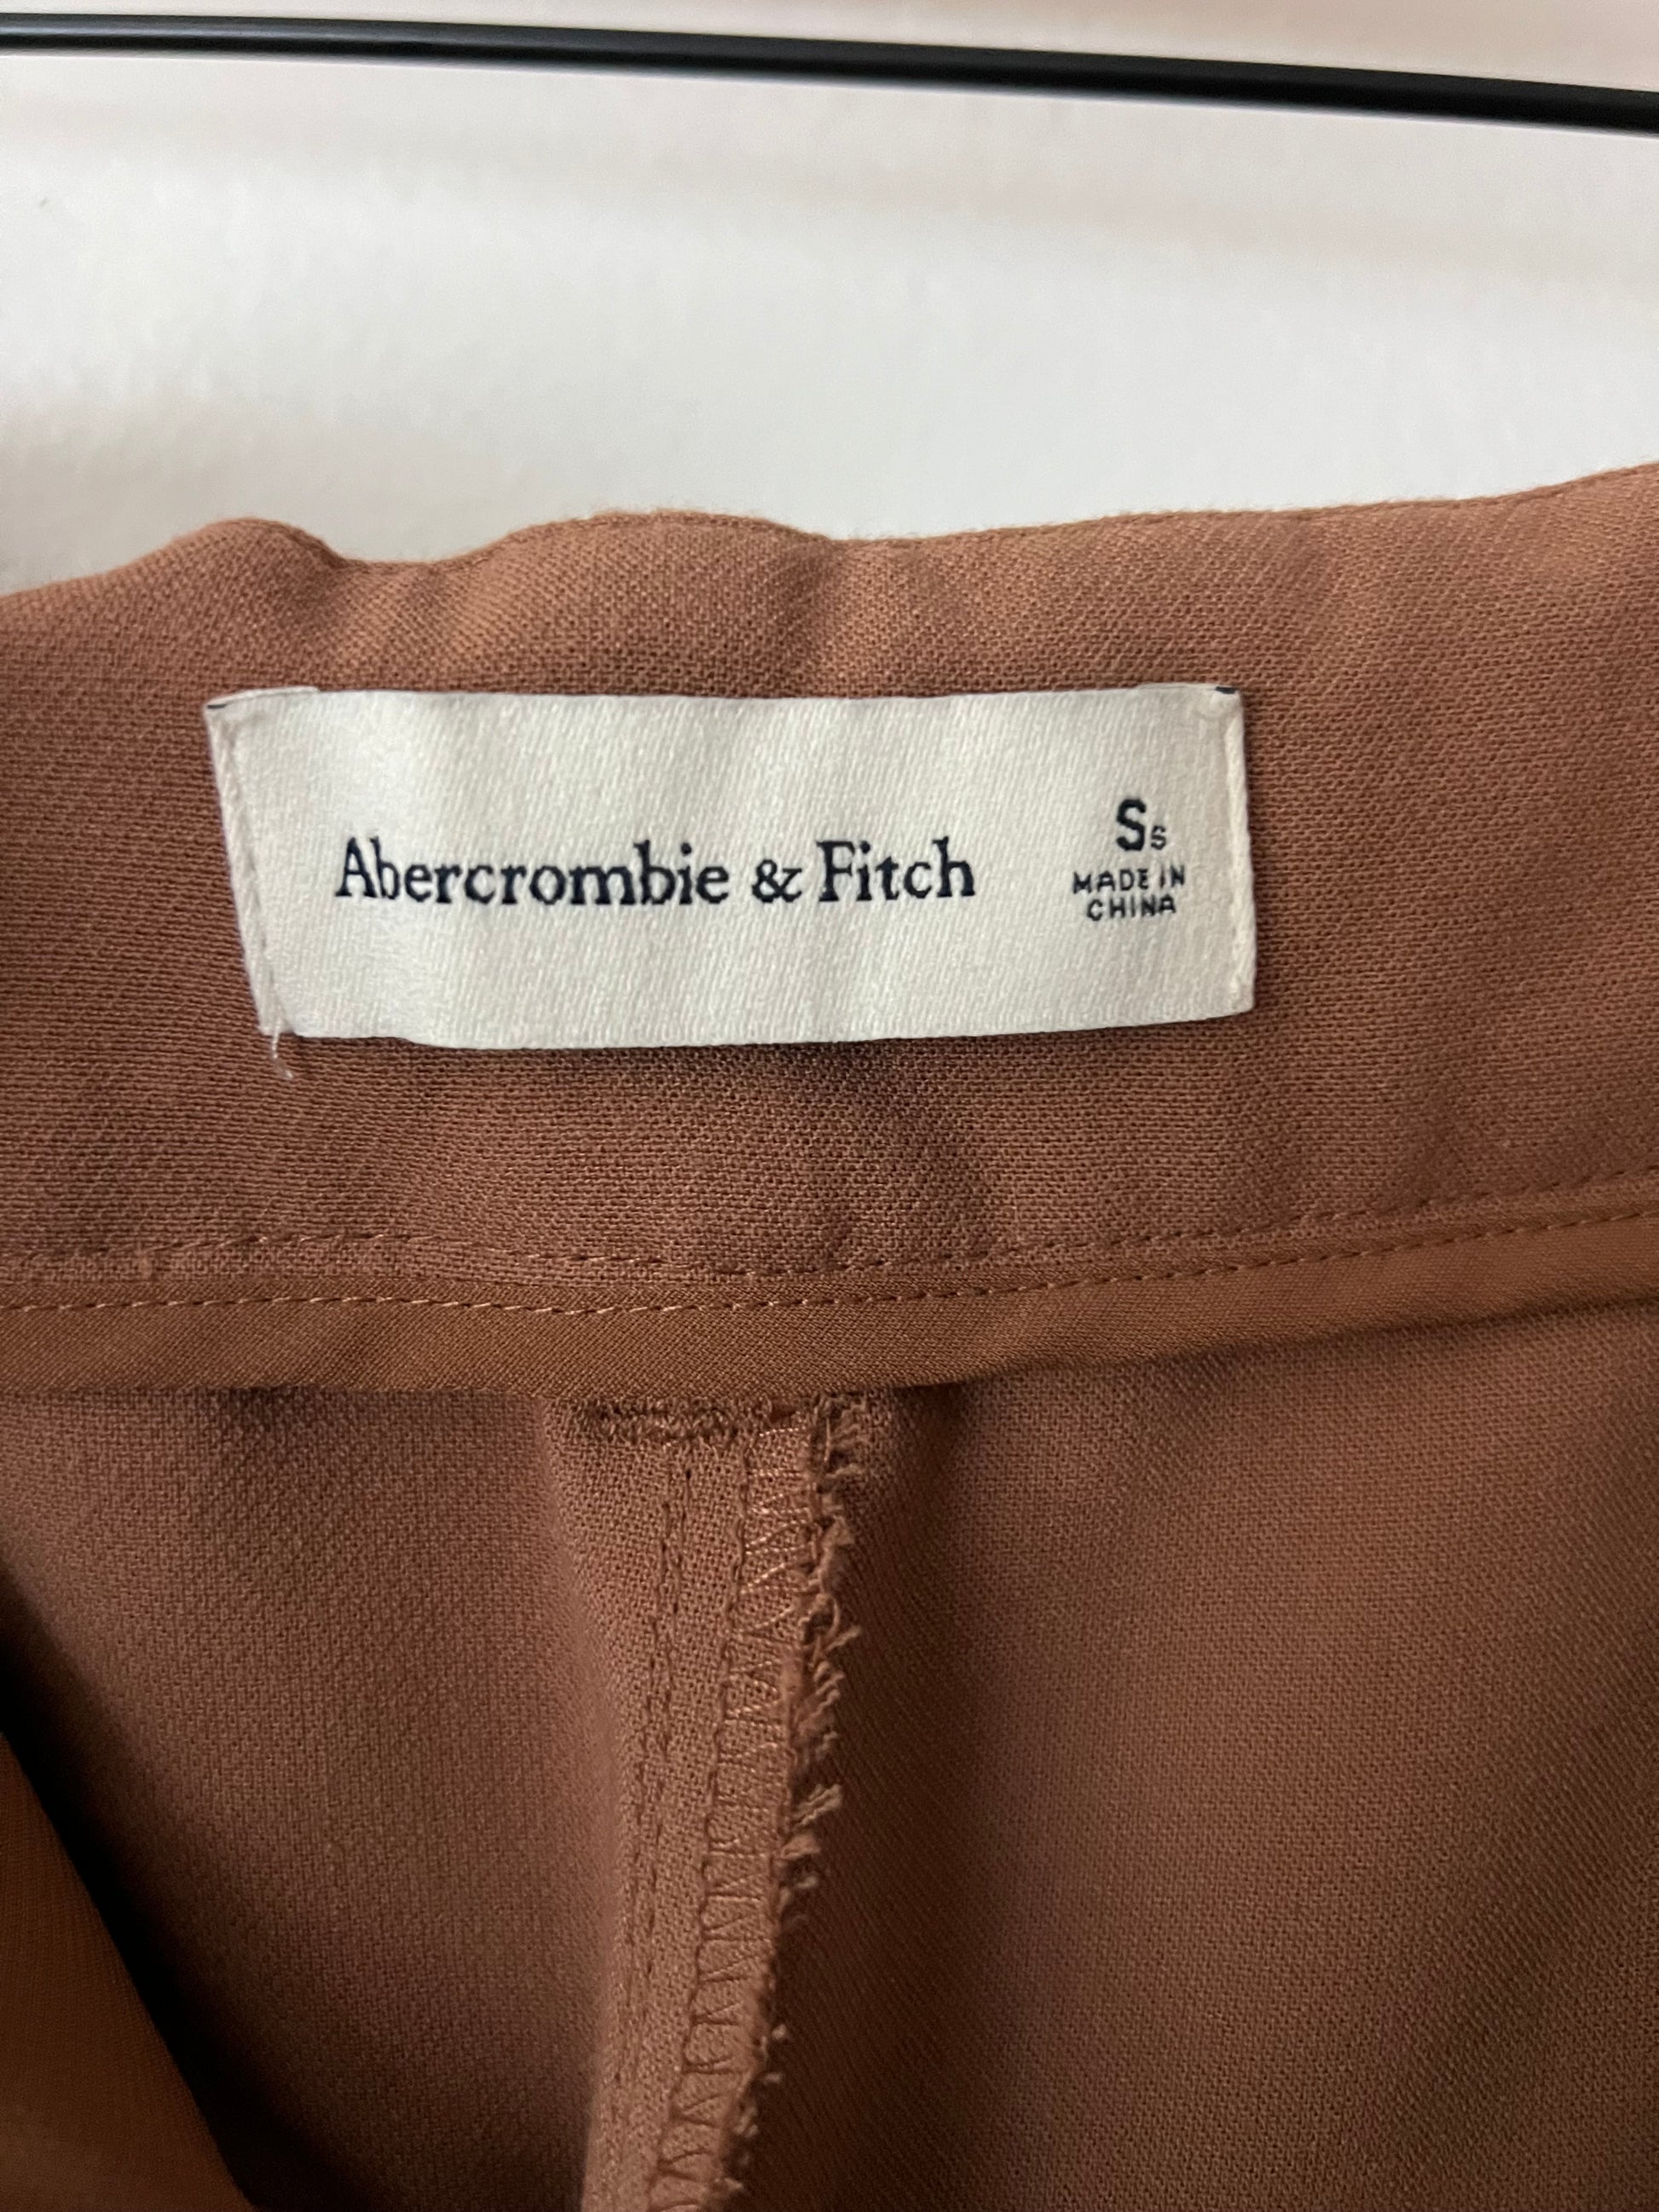 Abercrombie & Fitch
S s
MADE IN
CHINA